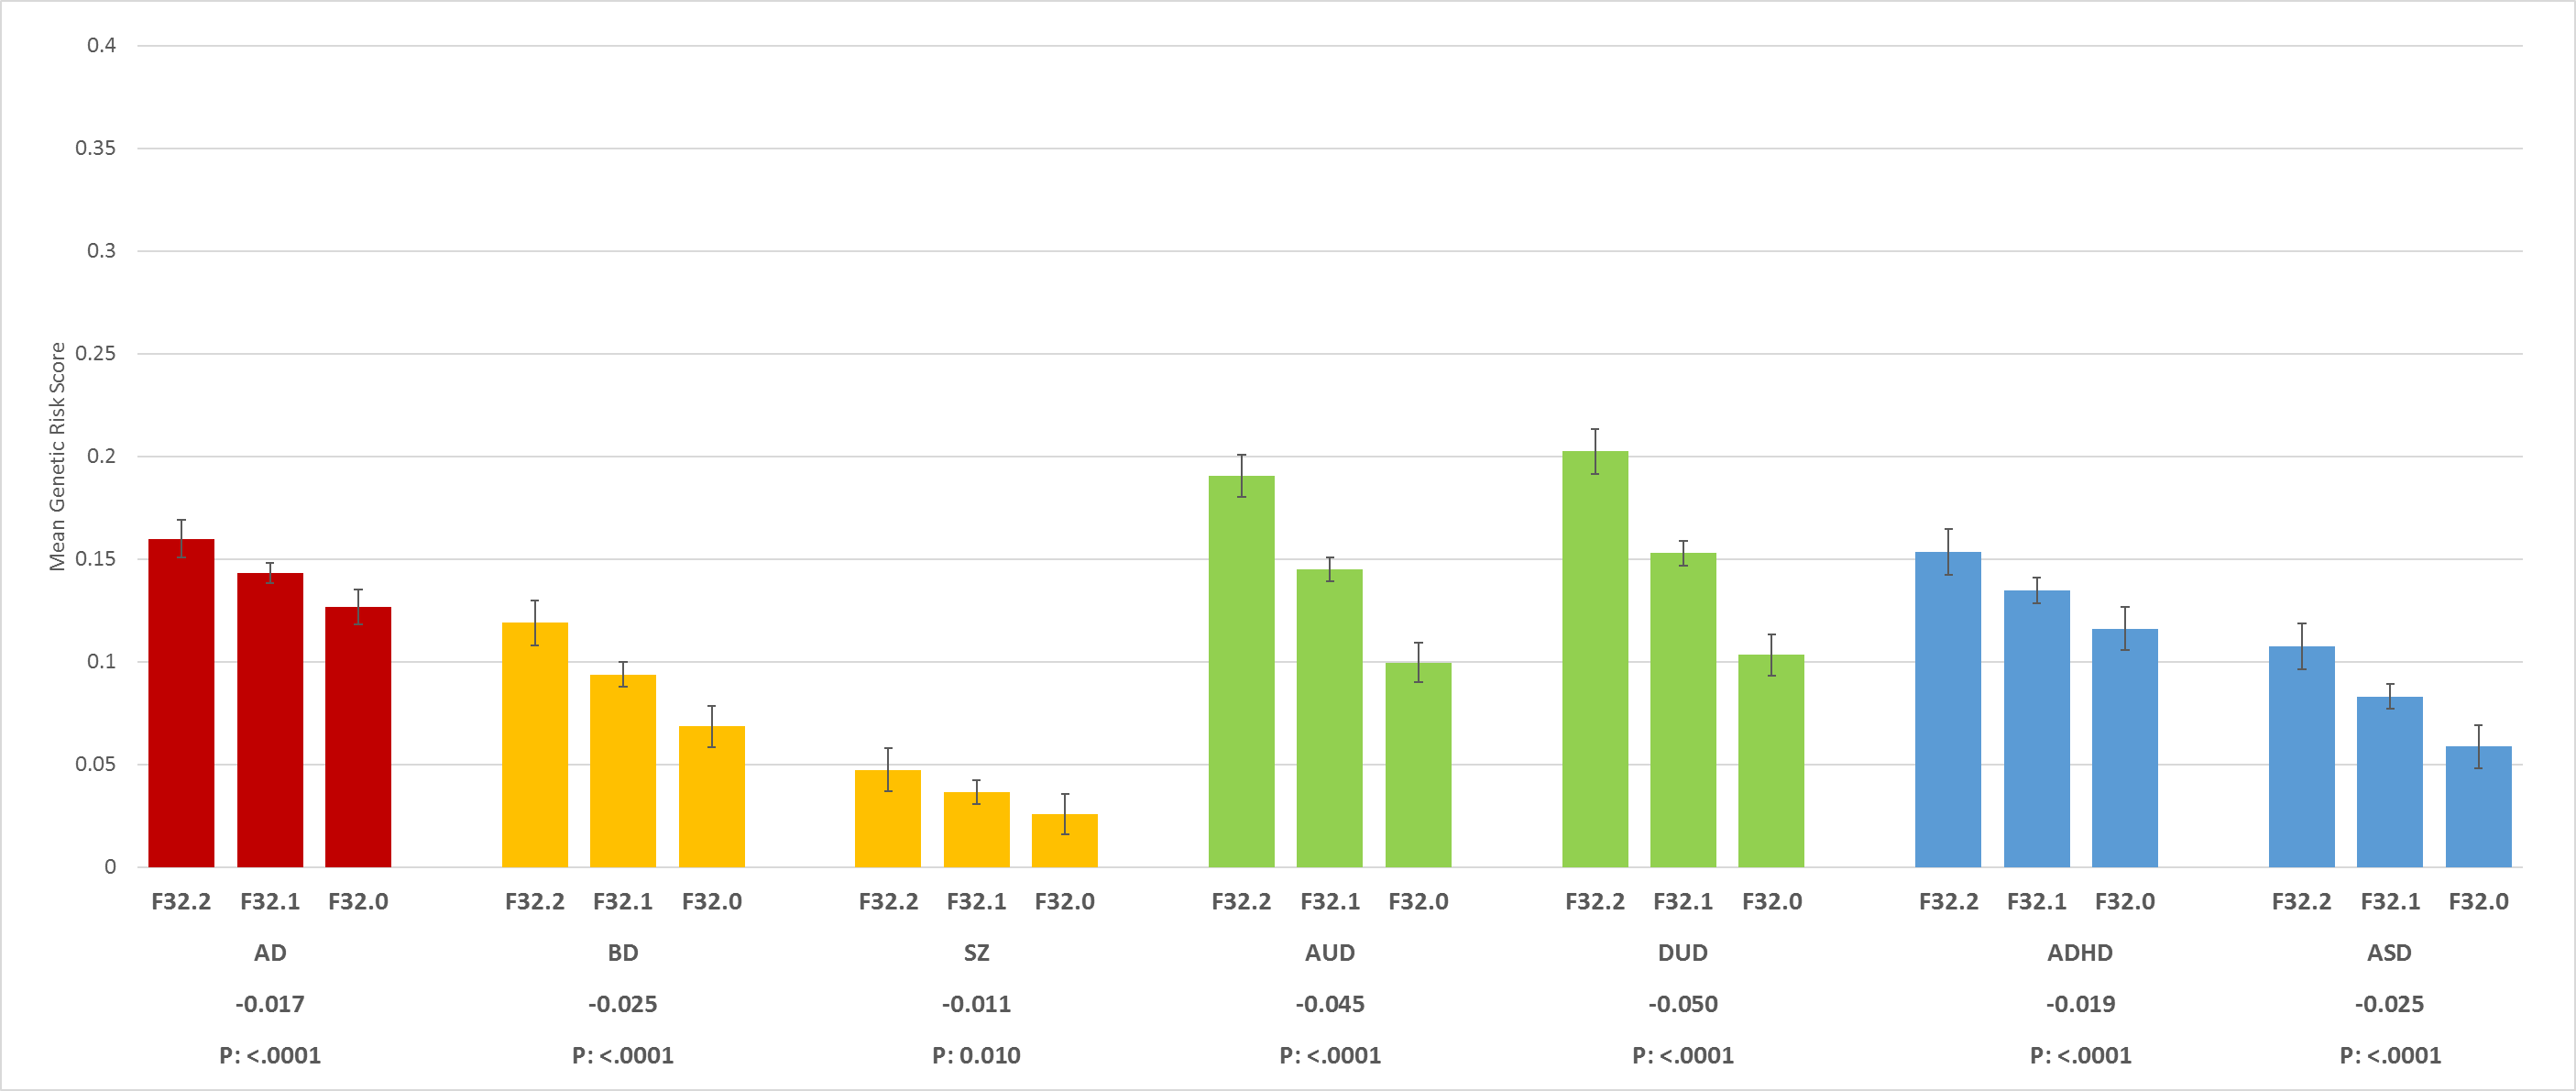 Mean Genetic Risk Score
0.4
0.35
0.3
0.25
0.2
0.15
0.1
0.05
0
F32.2 F32.1 F32.0 F32.2 F32.1 F32.0 F32.2 F32.1 F32.0 F32.2 F32.1 F32.0 F32.2 F32.1 F32.0 F32.2 F32.1 F32.0 F32.2 F32.1 F32.0
AD BD SZ AUD DUD ADHD ASD
-0.017 -0.025 -0.011 -0.045 -0.050 -0.019 -0.025
P: <.0001 P: <.0001 P: 0.010 P: <.0001 P: <.0001 P: <.0001 P: <.0001